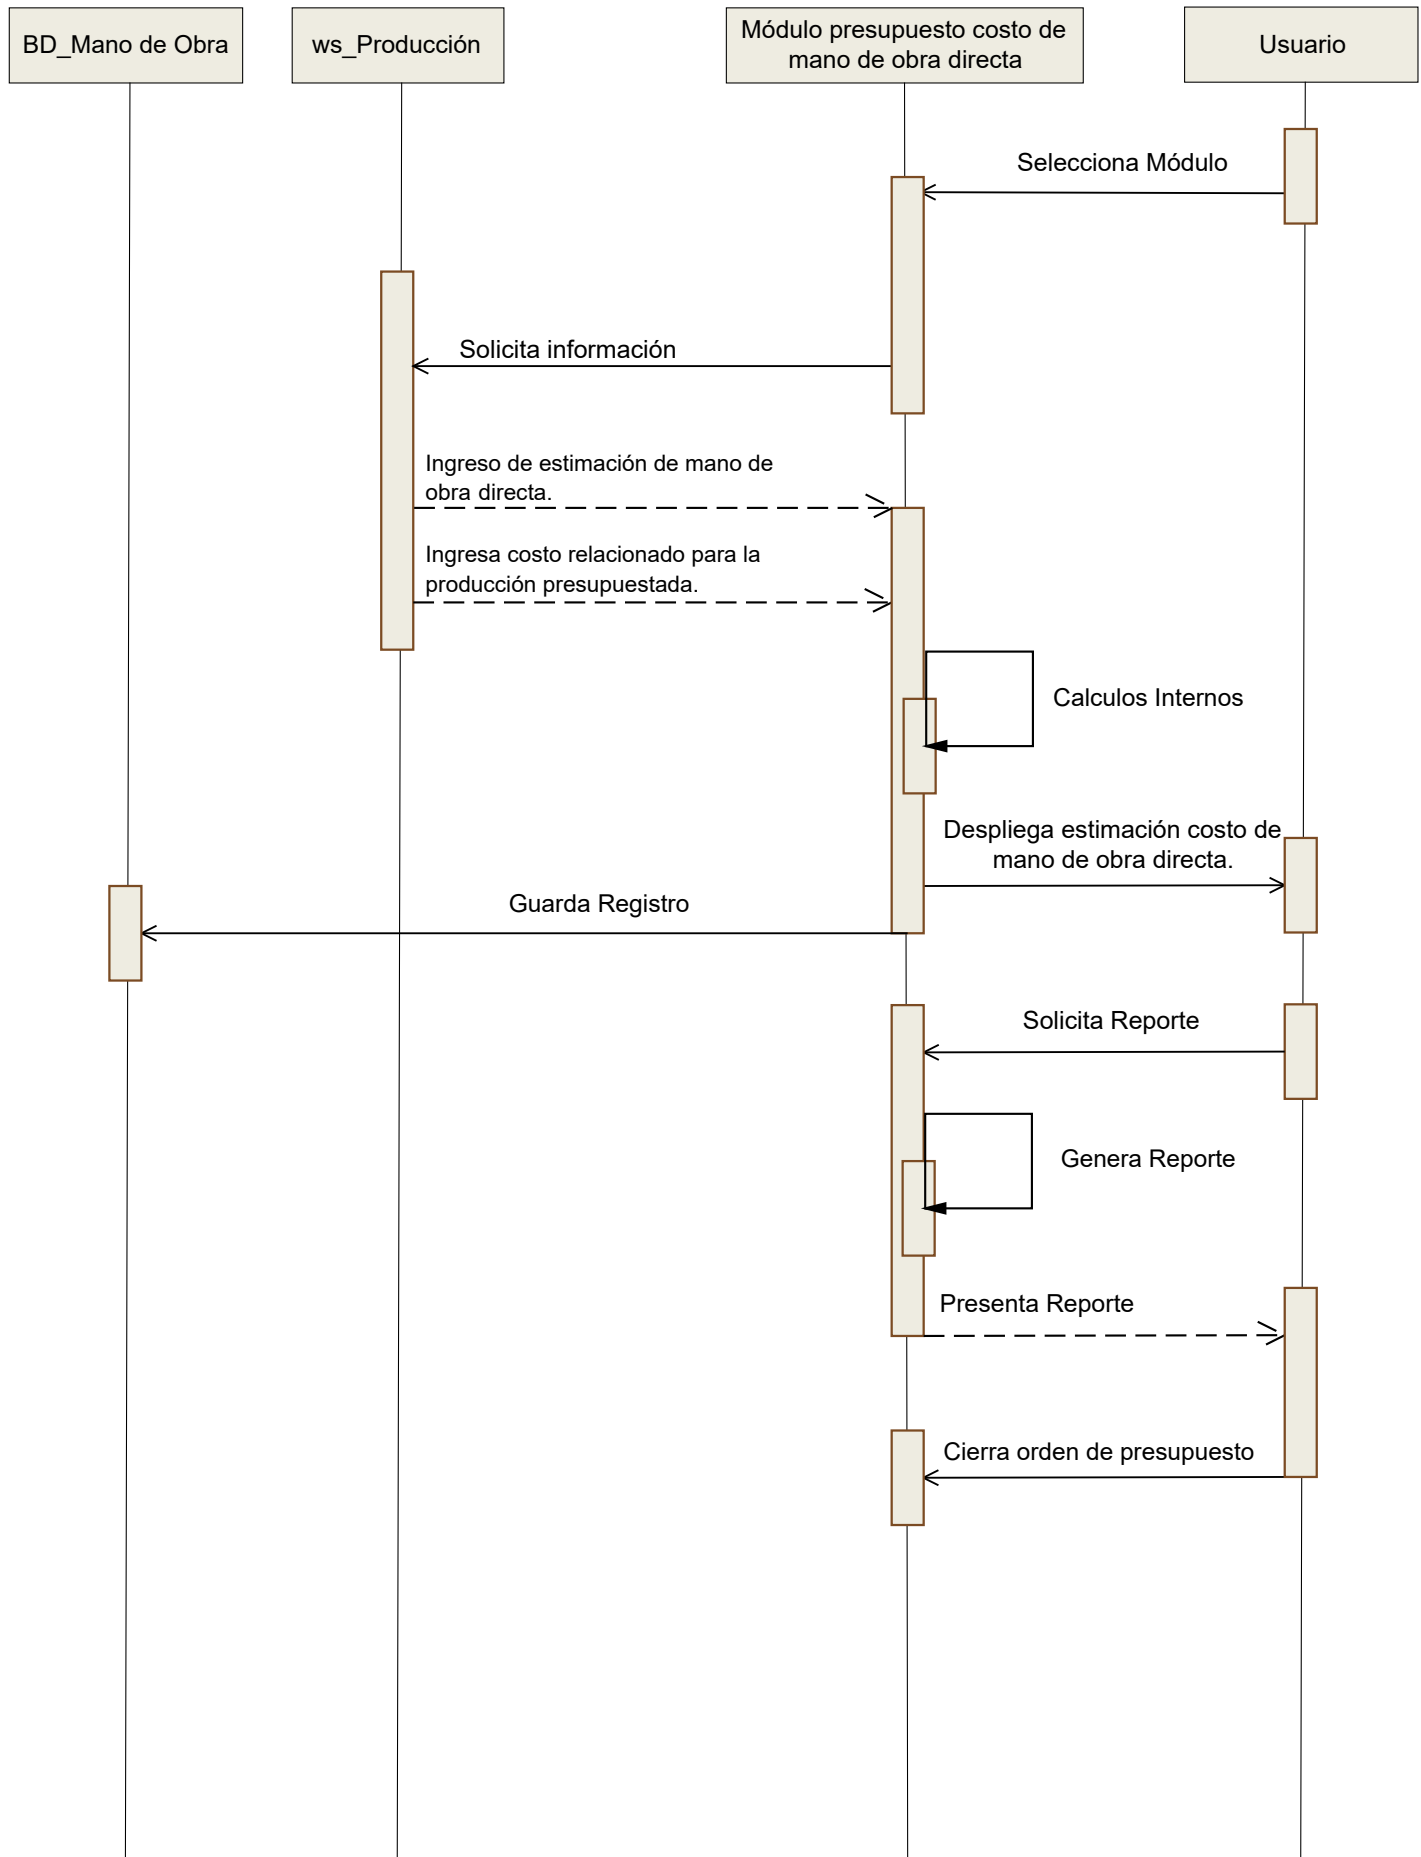 BD_Mano de Obra
ws_Producción
Módulo presupuesto costo de
mano de obra directa
Usuario
Selecciona Módulo
Solicita información
Ingreso de estimación de mano de
obra directa.
Ingresa costo relacionado para la
producción presupuestada.
Calculos Internos
Despliega estimación costo de
mano de obra directa.
Guarda Registro
Solicita Reporte
Genera Reporte
Presenta Reporte
Cierra orden de presupuesto